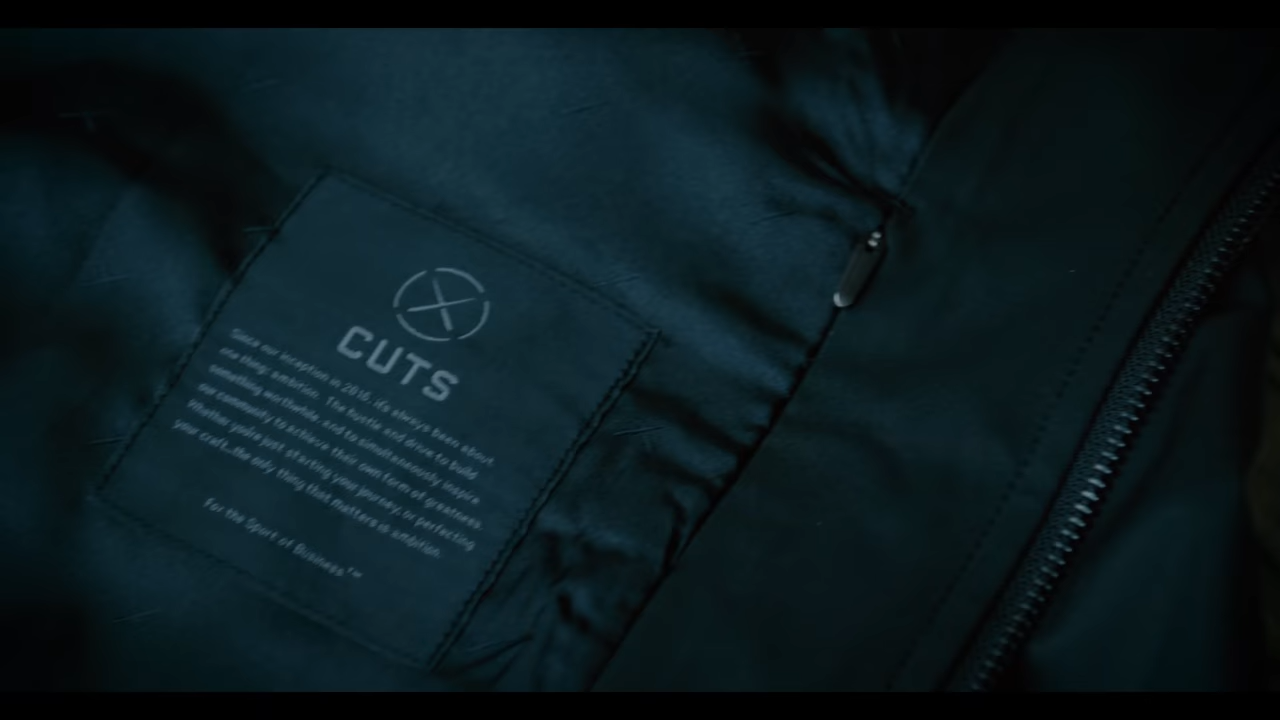 CUTS
Since our inception in 2016, it's always been about
one thing: ambition. The hustle and drive to build
something worthwhile and to simultaneously inspire
our community to achieve their own form of greatness.
Whether you're just starting your journey, or perfecting
your craft...the only thing that matters is ambition.
For the Sport of Business™